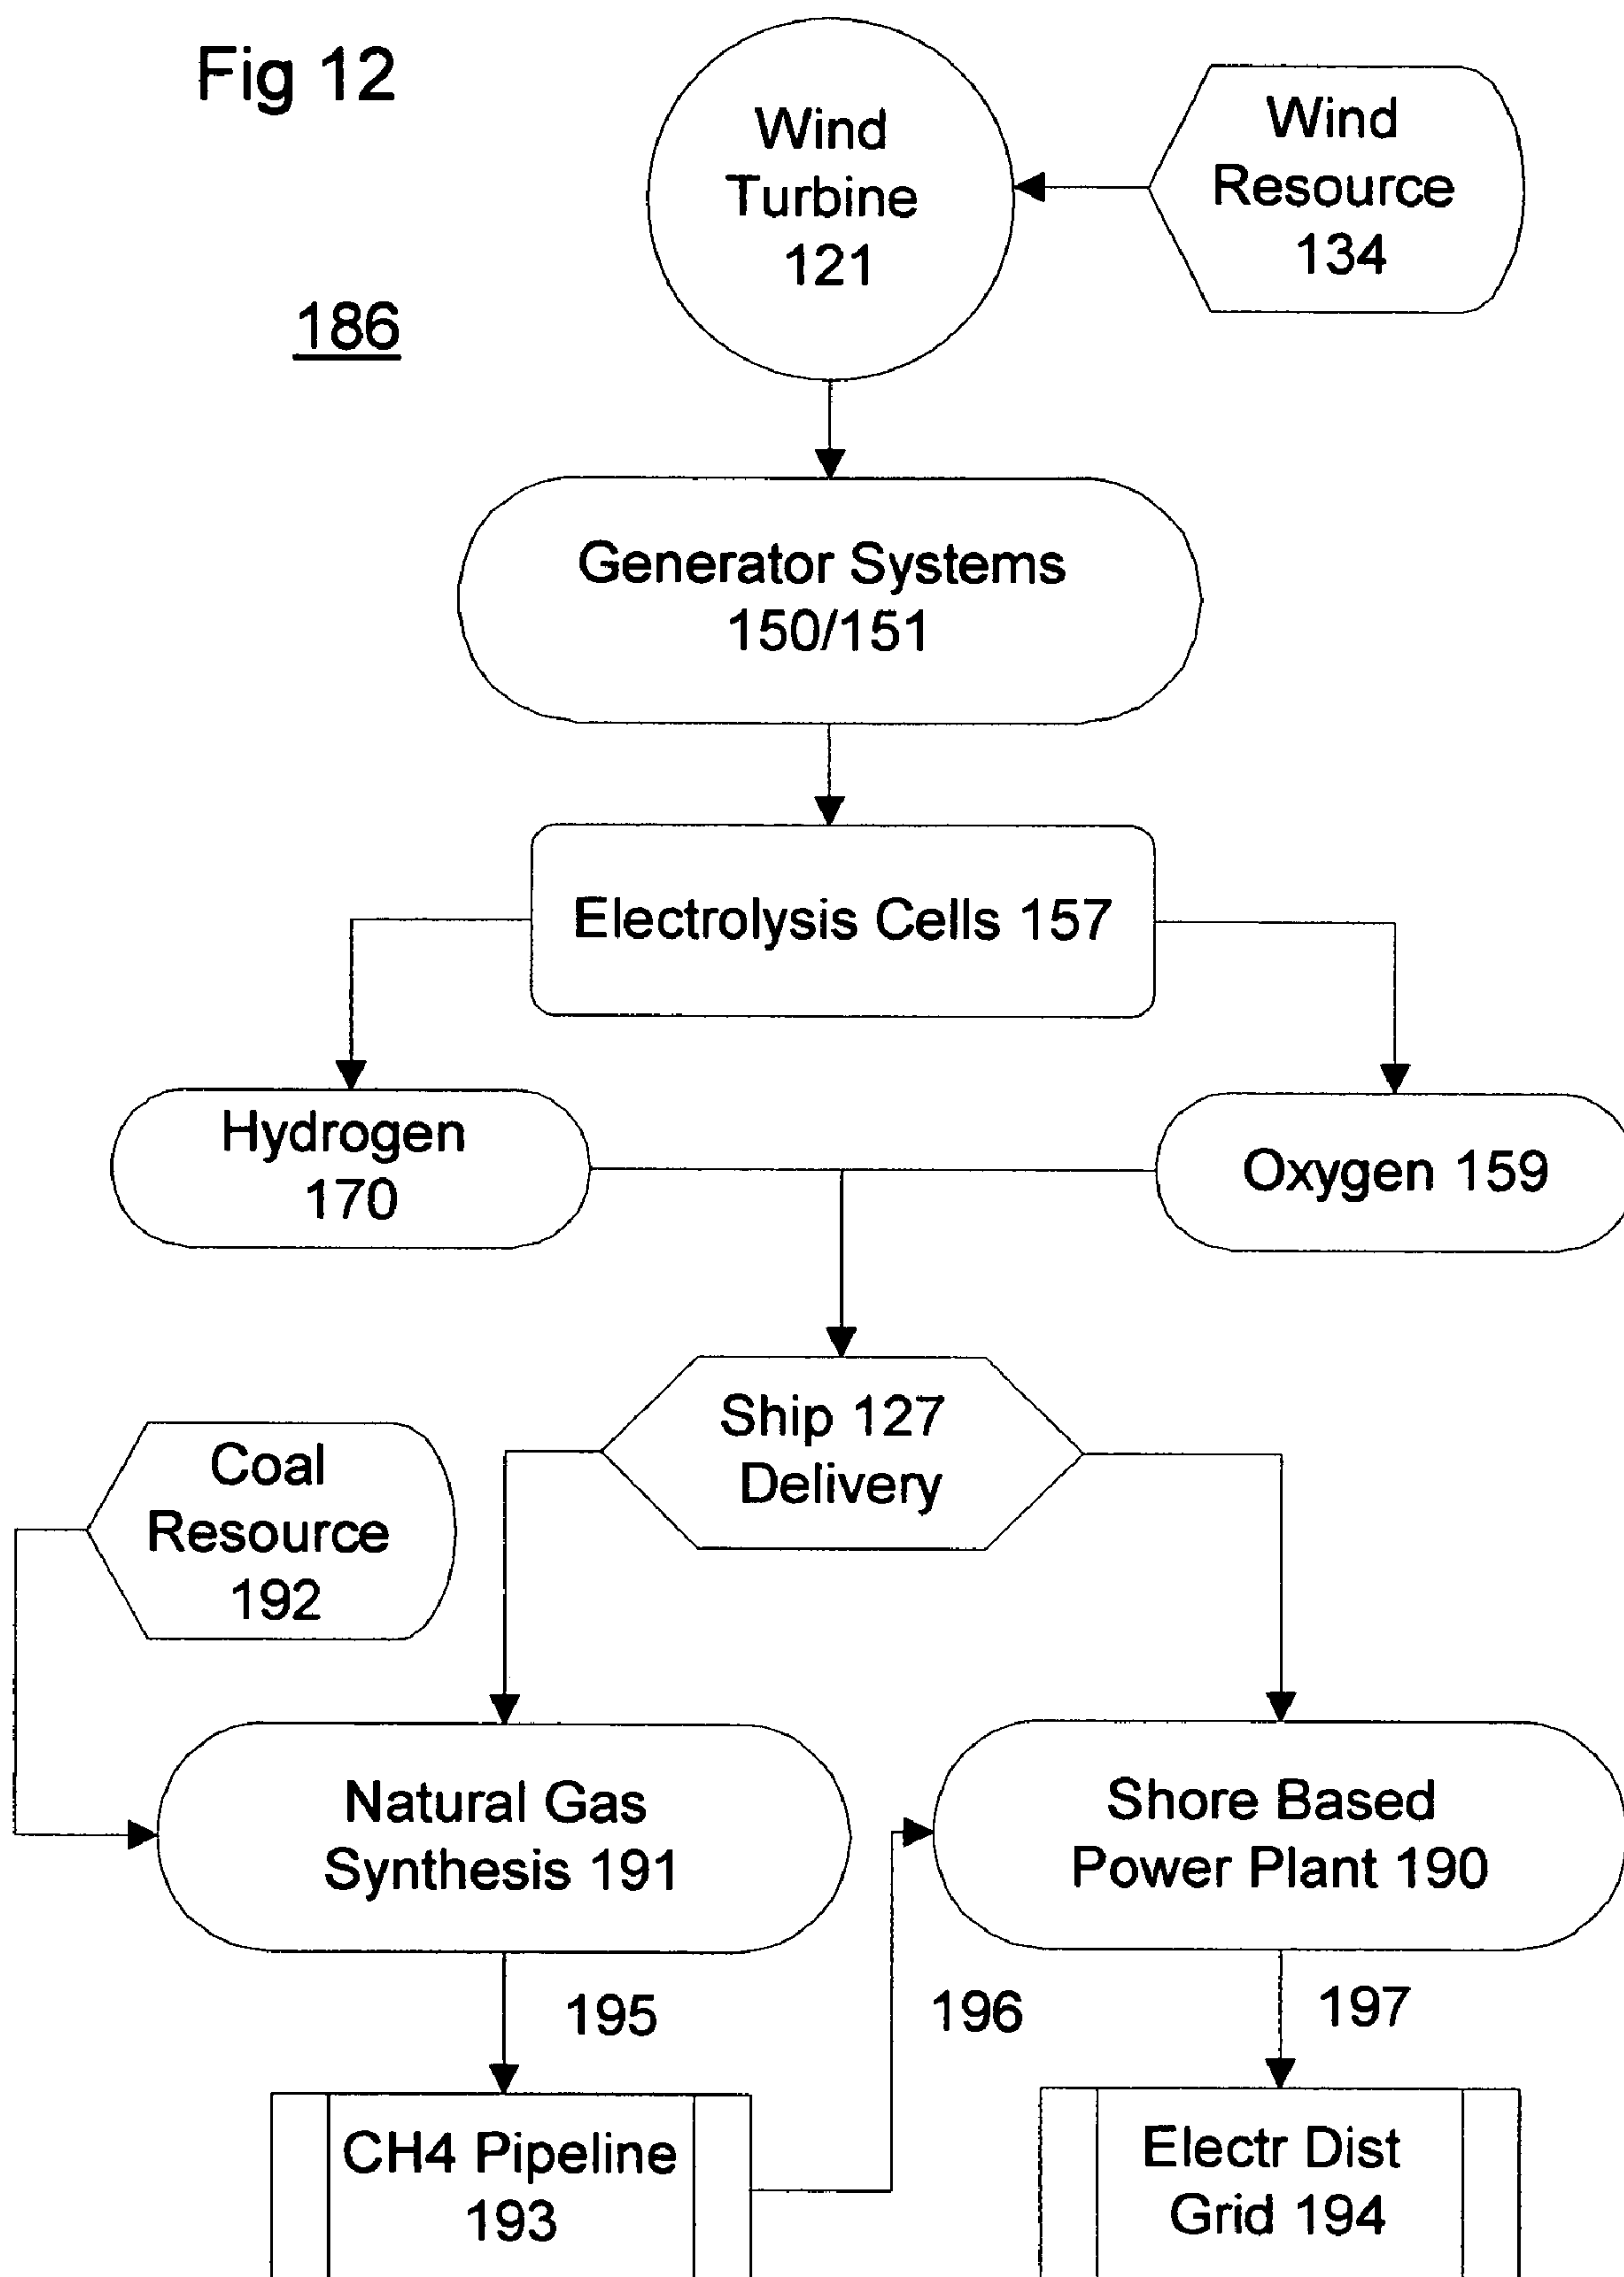 Fig 12
Wind
Turbine
121
Wind
Resource
134
186
Generator Systems
150/151
Electrolysis Cells 157
Hydrogen
170
Oxygen 159
Ship 127
Delivery
Coal
Resource
192
Natural Gas
Synthesis 191
Shore Based
Power Plant 190
195
196
197
CH4 Pipeline
193
Electr Dist
Grid 194